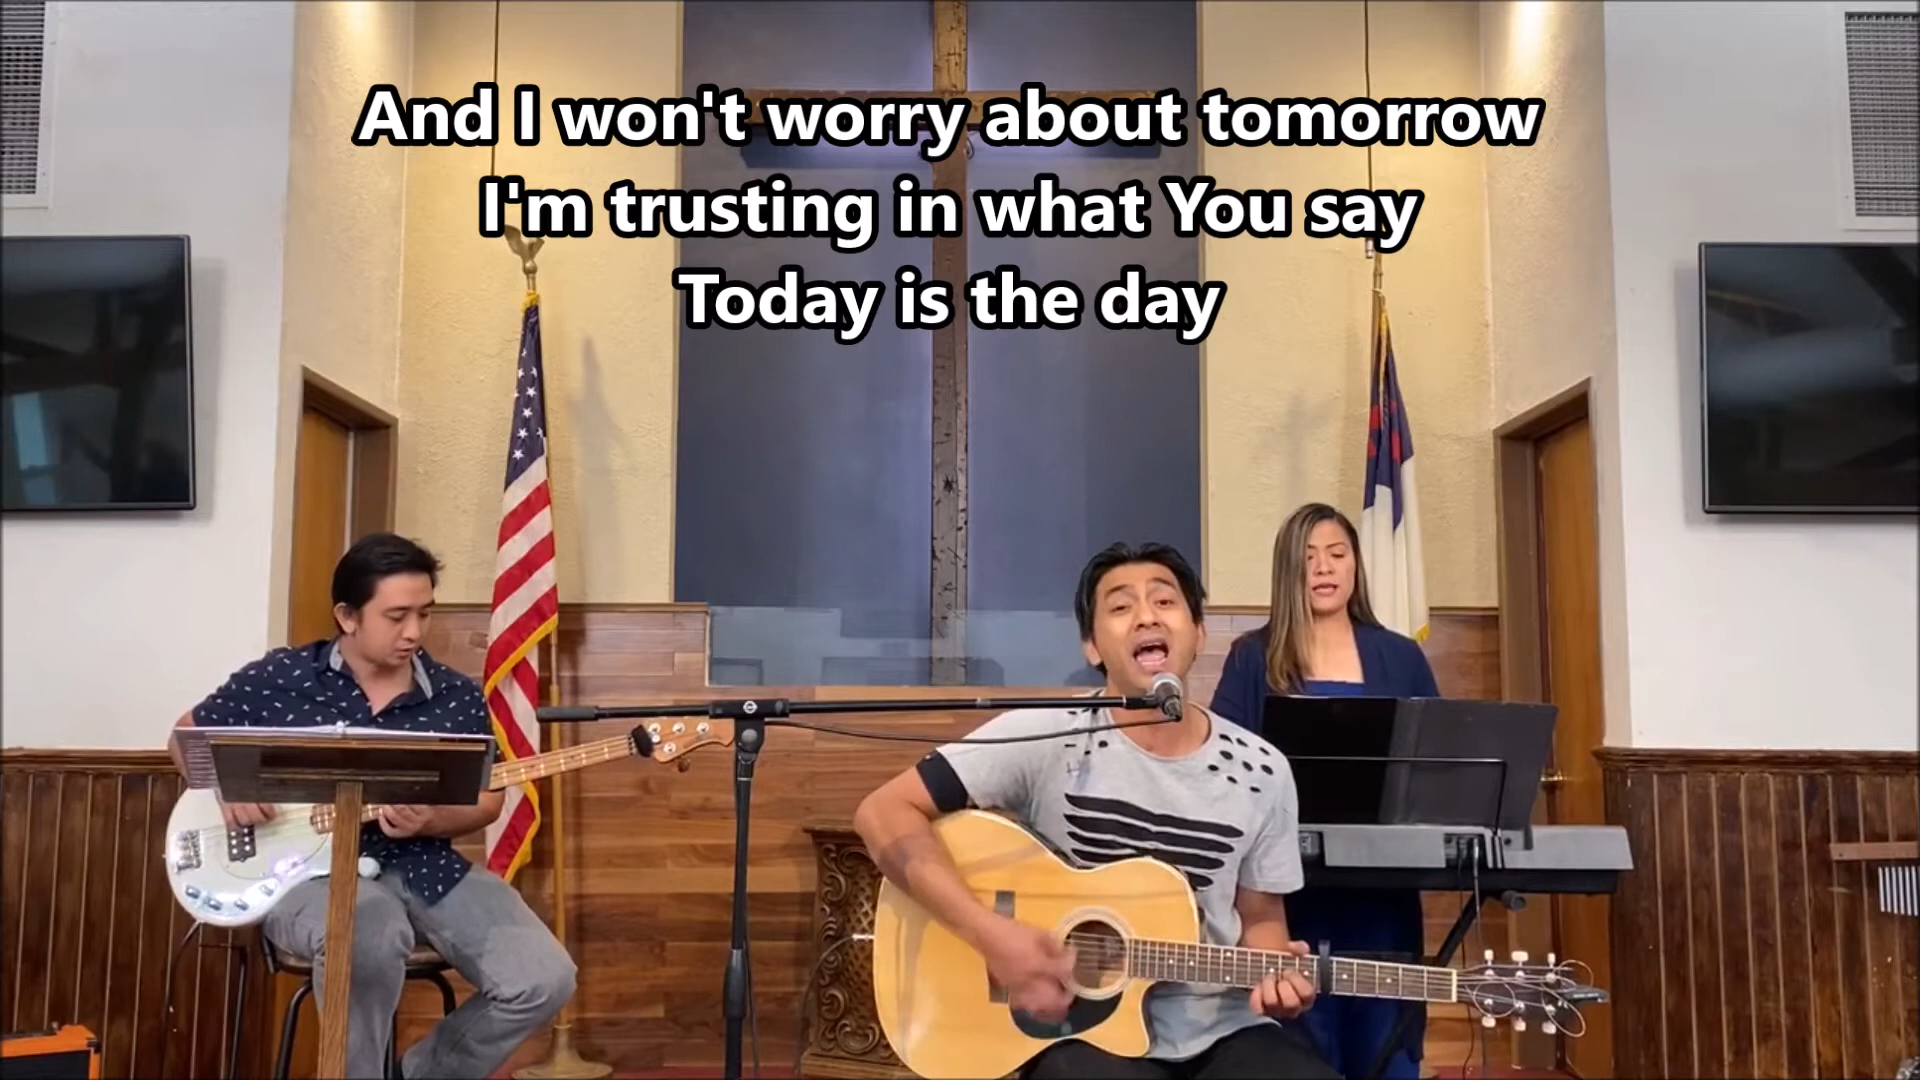 And I won't worry about tomorrow
I'm trusting in what You say
Today is the day